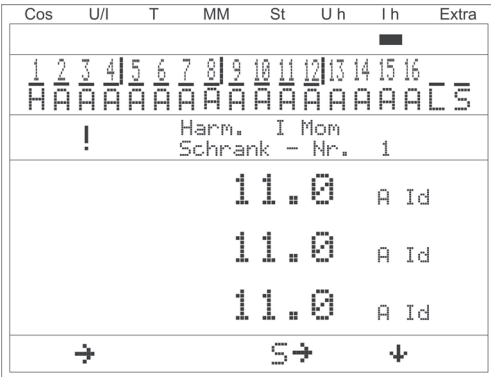 Cos U/I T MM St U h I h Extra
1 2 3 4 5 6 7 8 9 10 11 12 13 14 15 16
H A A A A A A A A A A A A A A A L S
! Harm. I Mom
Schrank - Nr. 1
11.0 A Id
11.0 A Id
11.0 A Id
→ S→ ↓